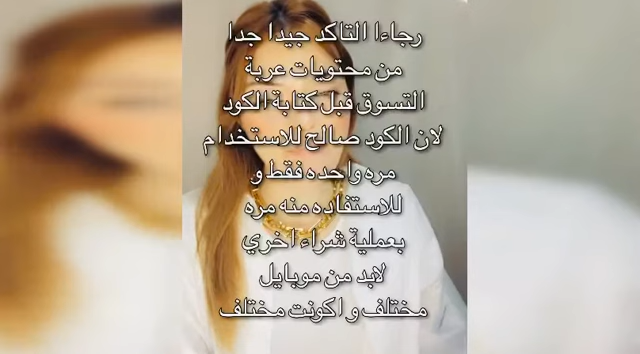 رجاءا التاكد جيدا جدا
من محتويات عربة
التسوق قبل كتابة الكود
لان الكود صالح للاستخدام
مره واحده فقط و
للاستفاده منه مره
بعملية شراء اخري
لابد من موبايل
مختلف و اكونت مختلف